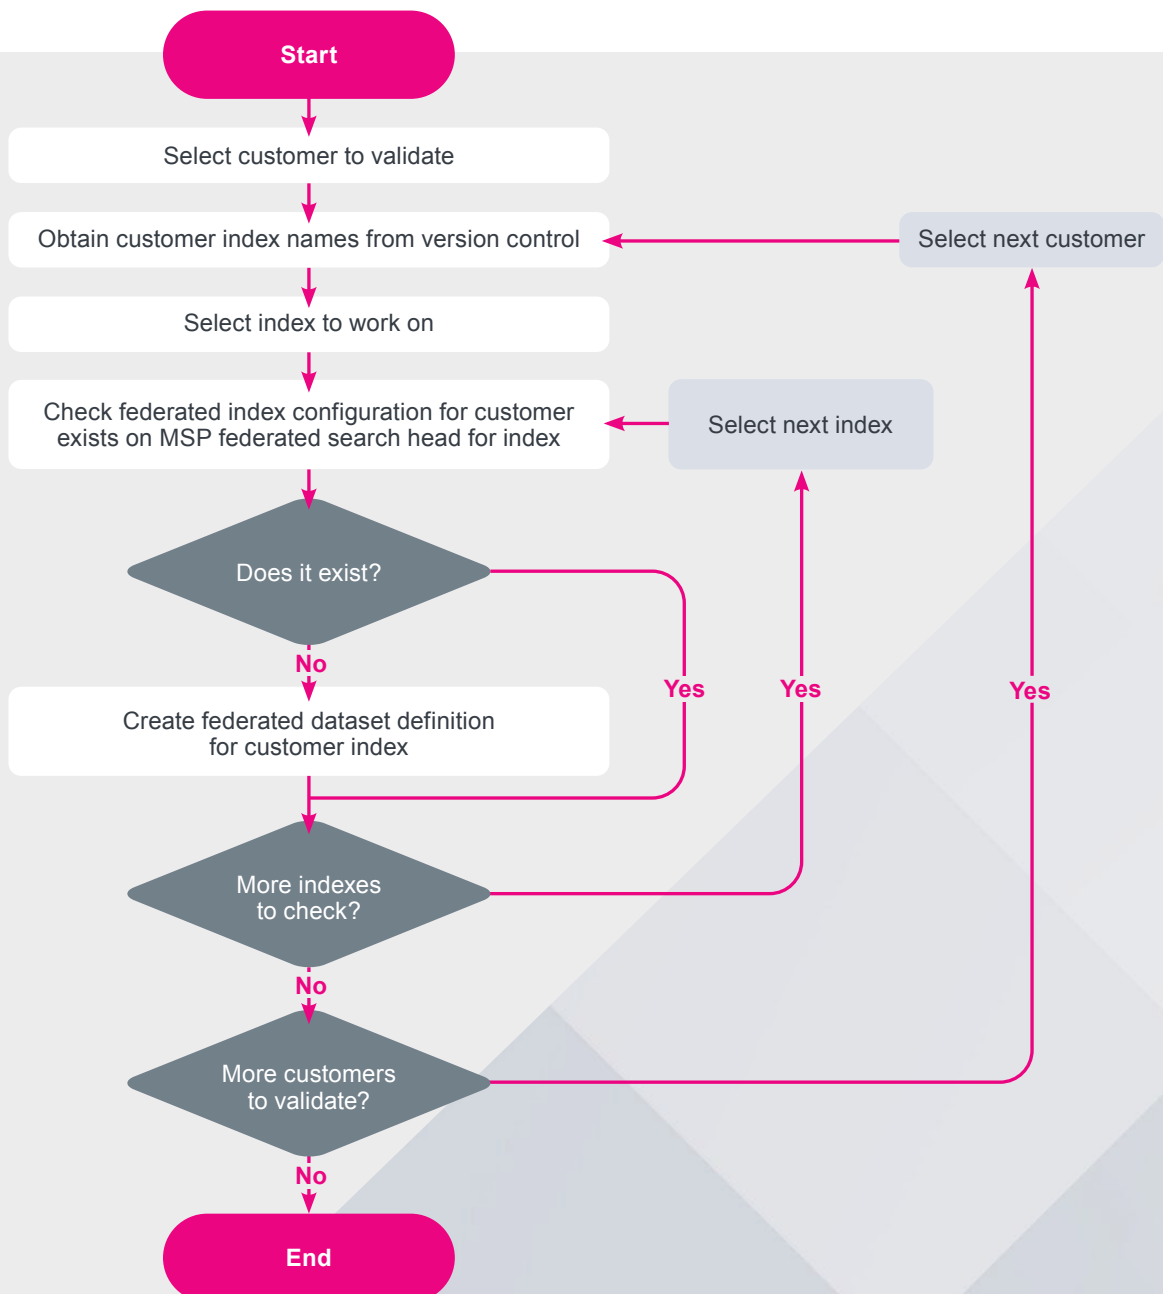 Start
Select customer to validate
Obtain customer index names from version control
Select next customer
Select index to work on
Check federated index configuration for customer
exists on MSP federated search head for index
Select next index
Does it exist?
No
Yes
Yes
Yes
Create federated dataset definition
for customer index
More indexes
to check?
No
More customers
to validate?
No
End